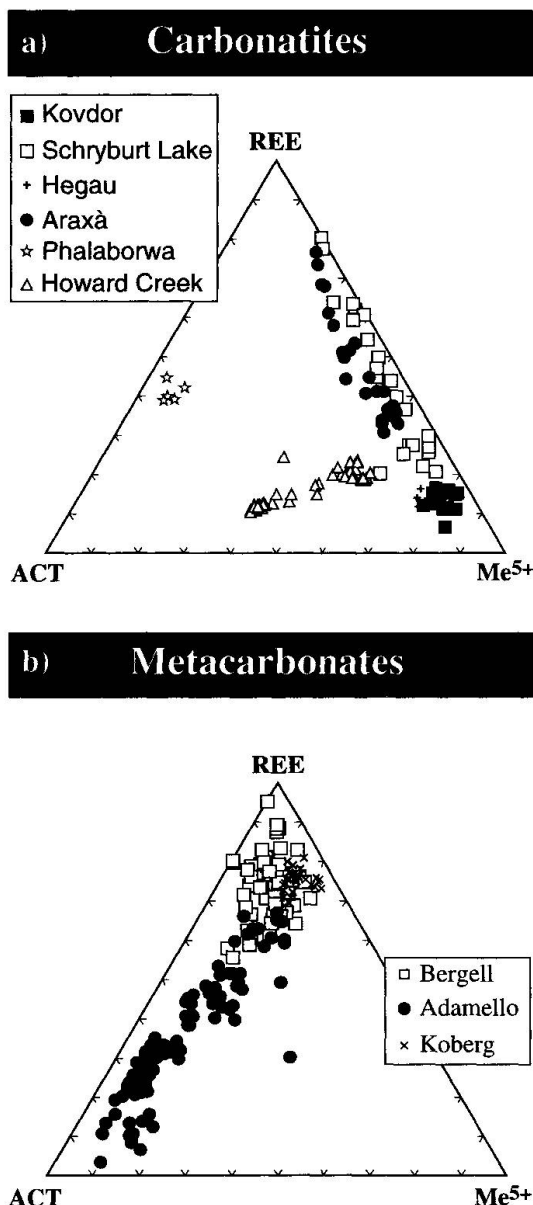 a) Carbonatites
Kovdor
Schryburt Lake
Hegau
Araxà
Phalaborwa
Howard Creek
REE
ACT
Me5+
b) Metacarbonates
REE
Bergell
Adamello
Koberg
ACT
Me5+